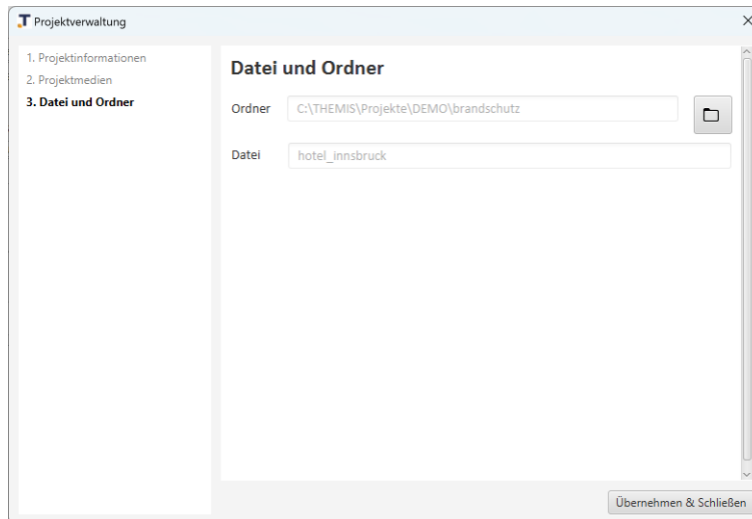 Projektverwaltung
1. Projektinformationen
2. Projektmedien
3. Datei und Ordner
Datei und Ordner
Ordner C:\THEMIS\Projekte\DEMO\brandschutz
Datei hotel_innsbruck
Übernehmen & Schließen